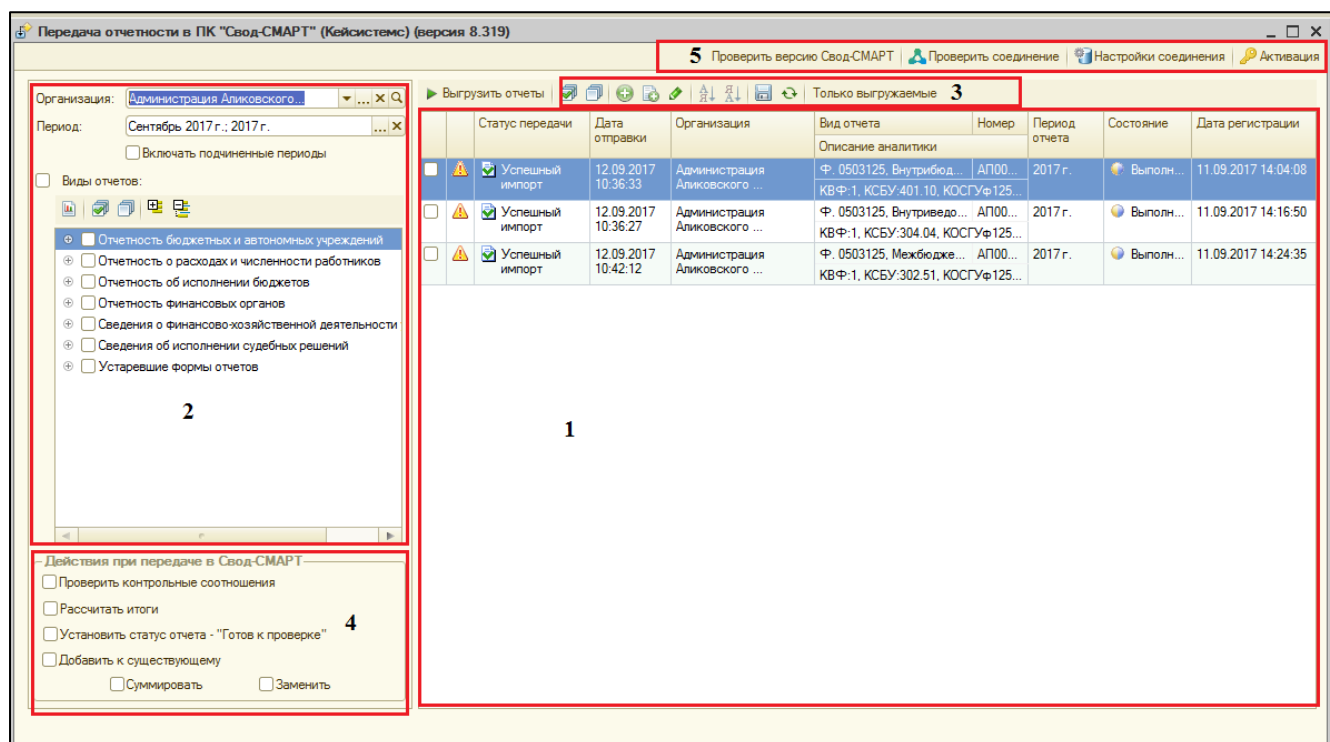 Передача отчетности в ПК "Свод-СМАРТ" (Кейсистемс) (версия 8.319)
5 Проверить версию Свод-СМАРТ Проверить соединение Настройки соединения Активация
Организация: Администрация Аликовского...
Период: Сентябрь 2017 г.; 2017 г.
Включать подчиненные периоды
Виды отчетов:
Отчетность бюджетных и автономных учреждений
Отчетность о расходах и численности работников
Отчетность об исполнении бюджетов
Отчетность финансовых органов
Сведения о финансово-хозяйственной деятельности
Сведения об исполнении судебных решений
Устаревшие формы отчетов
2
Действия при передаче в Свод-СМАРТ
Проверить контрольные соотношения
Рассчитать итоги
Установить статус отчета - "Готов к проверке"
4
Добавить к существующему
Суммировать Заменить
Выгрузить отчеты Только выгружаемые 3
Статус передачи Дата отправки Организация Вид отчета Номер Период отчета Состояние Дата регистрации
Описание аналитики
Успешный импорт 12.09.2017 10:36:33 Администрация Аликовского ... Ф. 0503125, Внутрибюд... АП00... 2017 г. Выполн... 11.09.2017 14:04:08
КВФ:1, КСБУ:401.10, КОСГУф125...
Успешный импорт 12.09.2017 10:36:27 Администрация Аликовского ... Ф. 0503125, Внутриведо... АП00... 2017 г. Выполн... 11.09.2017 14:16:50
КВФ:1, КСБУ:304.04, КОСГУф125...
Успешный импорт 12.09.2017 10:42:12 Администрация Аликовского ... Ф. 0503125, Межбюдже... АП00... 2017 г. Выполн... 11.09.2017 14:24:35
КВФ:1, КСБУ:302.51, КОСГУф125...
1